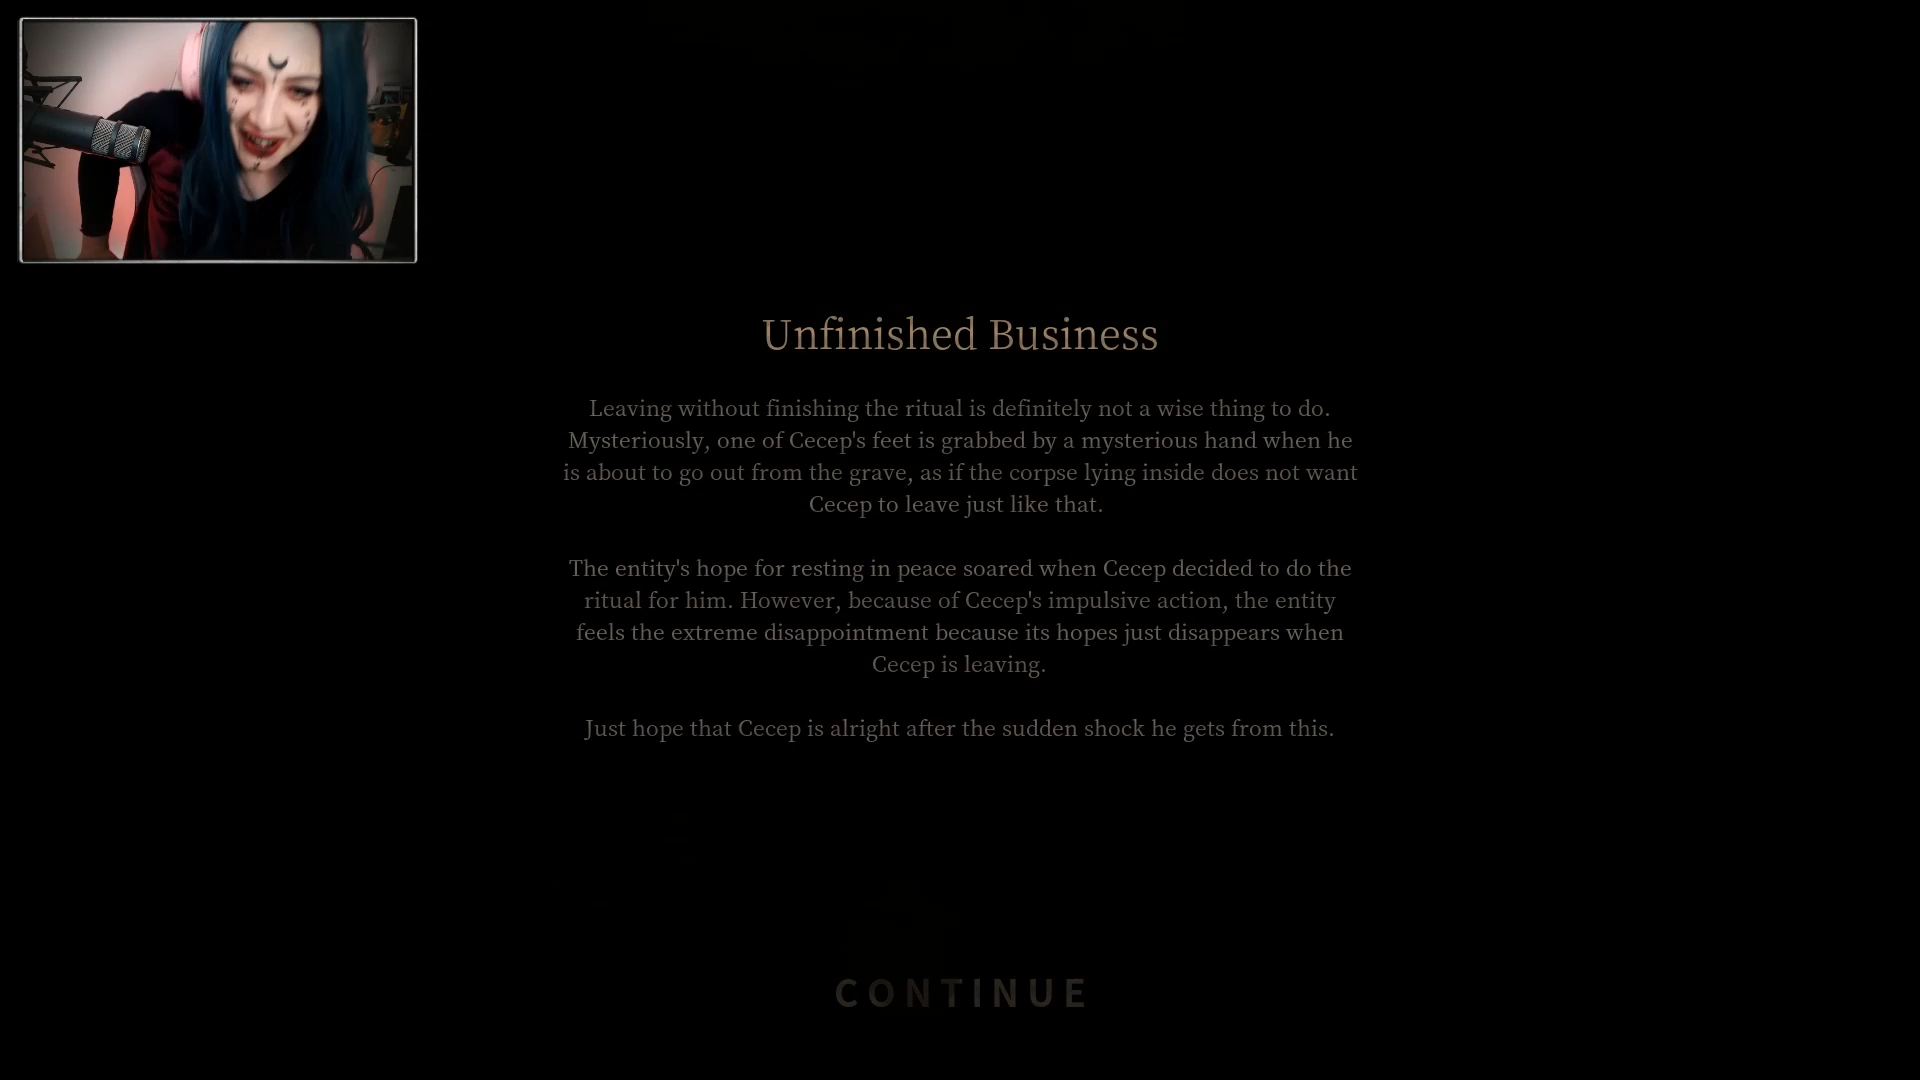 Unfinished Business
Leaving without finishing the ritual is definitely not a wise thing to do.
Mysteriously, one of Cecep's feet is grabbed by a mysterious hand when he
is about to go out from the grave, as if the corpse lying inside does not want
Cecep to leave just like that.
The entity's hope for resting in peace soared when Cecep decided to do the
ritual for him. However, because of Cecep's impulsive action, the entity
feels the extreme disappointment because its hopes just disappears when
Cecep is leaving.
Just hope that Cecep is alright after the sudden shock he gets from this.
CONTINUE